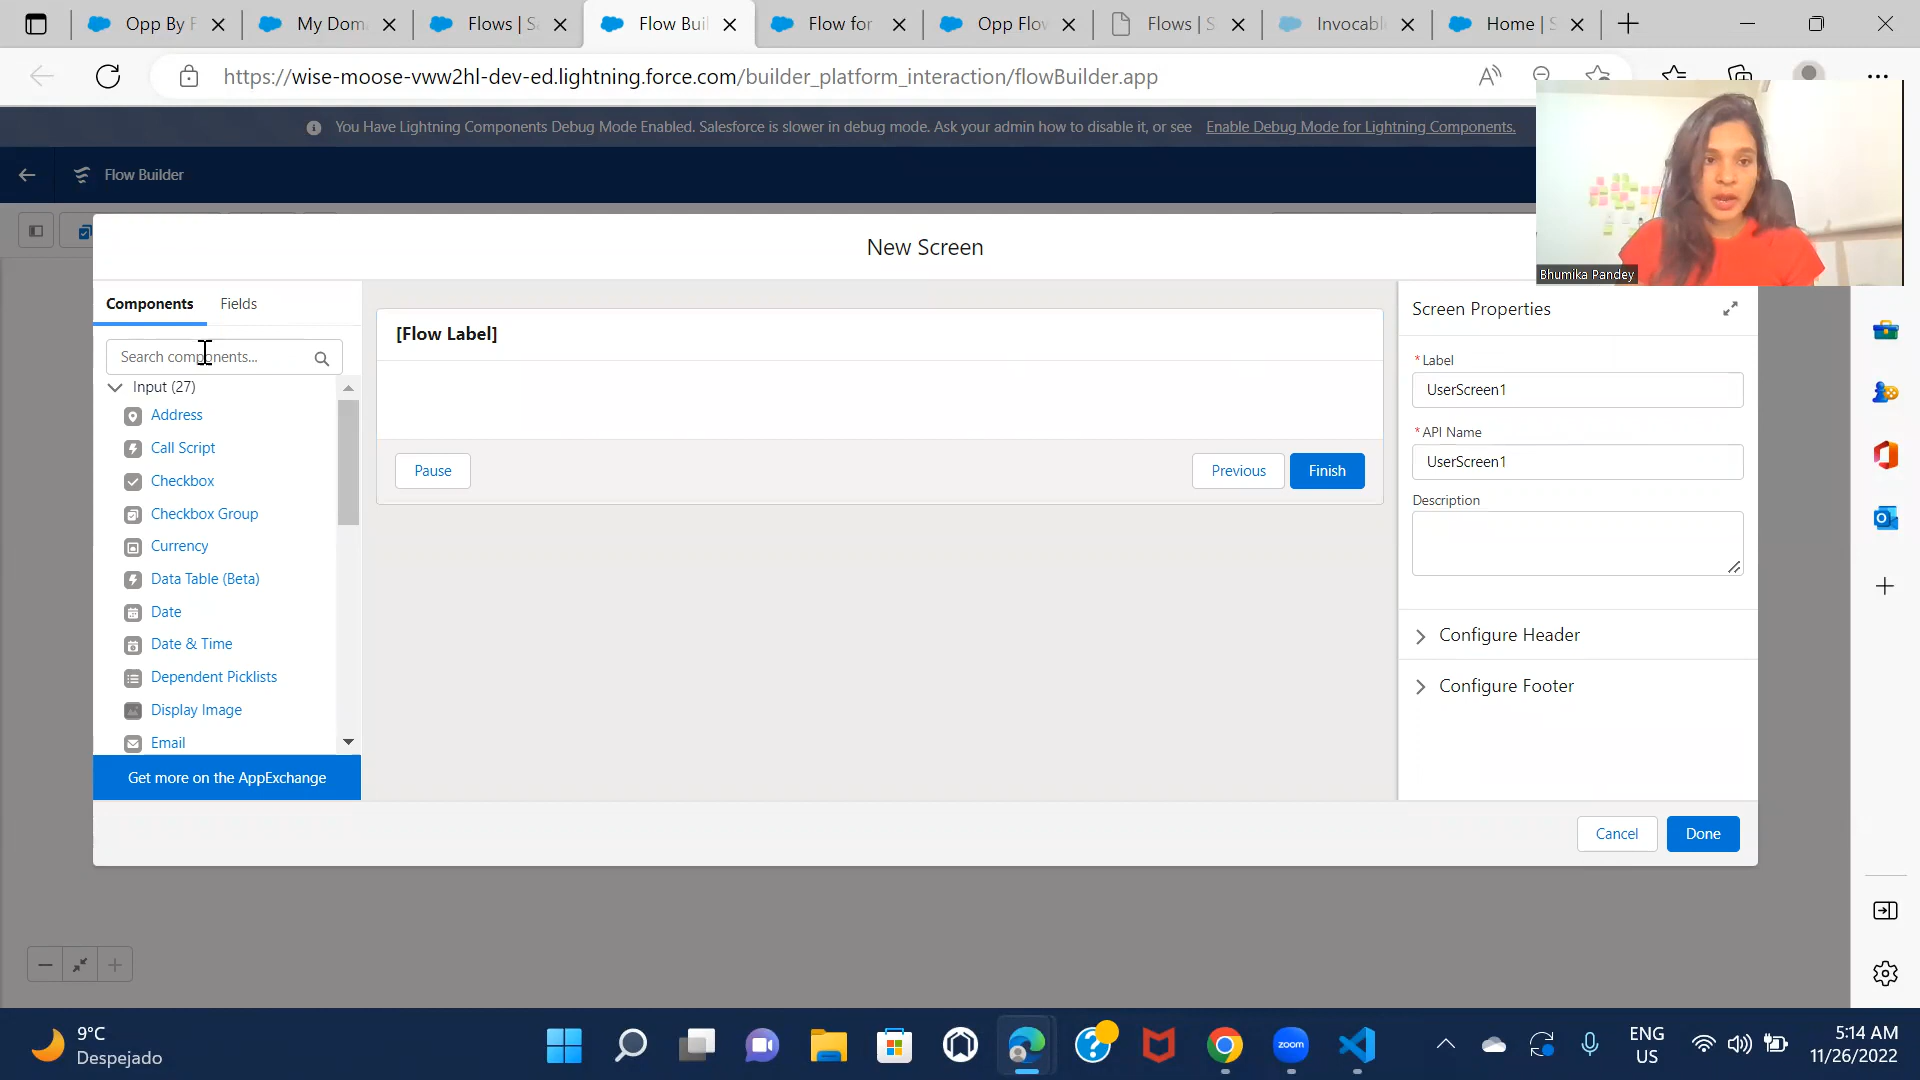 Opp By F
My Dom
Flows | S
Flow Buil
Flow for
Opp Flow
Flows | S
Invocabl
Home | S
https://wise-moose-vww2hl-dev-ed.lightning.force.com/builder_platform_interaction/flowBuilder.app
You Have Lightning Components Debug Mode Enabled. Salesforce is slower in debug mode. Ask your admin how to disable it, or see Enable Debug Mode for Lightning Components.
Flow Builder
Bhumika Pandey
New Screen
Components
Fields
Search components...
Input (27)
Address
Call Script
Checkbox
Checkbox Group
Currency
Data Table (Beta)
Date
Date & Time
Dependent Picklists
Display Image
Email
Get more on the AppExchange
[Flow Label]
Pause
Previous
Finish
Screen Properties
*Label
UserScreen1
*API Name
UserScreen1
Description
Configure Header
Configure Footer
Cancel
Done
9°C
Despejado
zoom
ENG
US
5:14 AM
11/26/2022